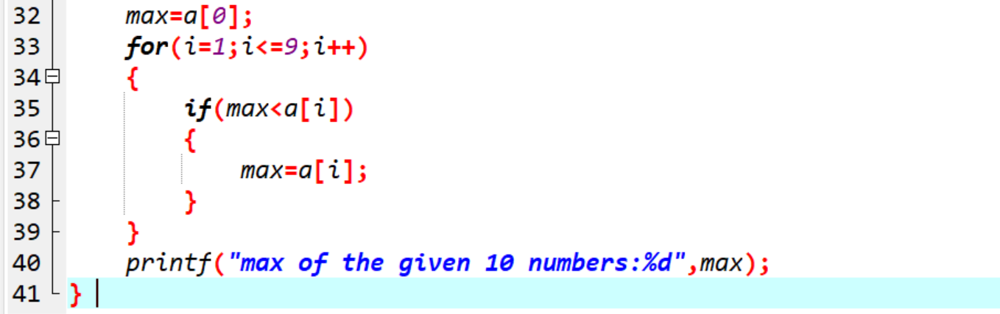 32 max=a[0];
33 for(i=1;i<=9;i++)
34 {
35 if(max<a[i])
36 {
37 max=a[i];
38 }
39 }
40 printf("max of the given 10 numbers:%d",max);
41 }